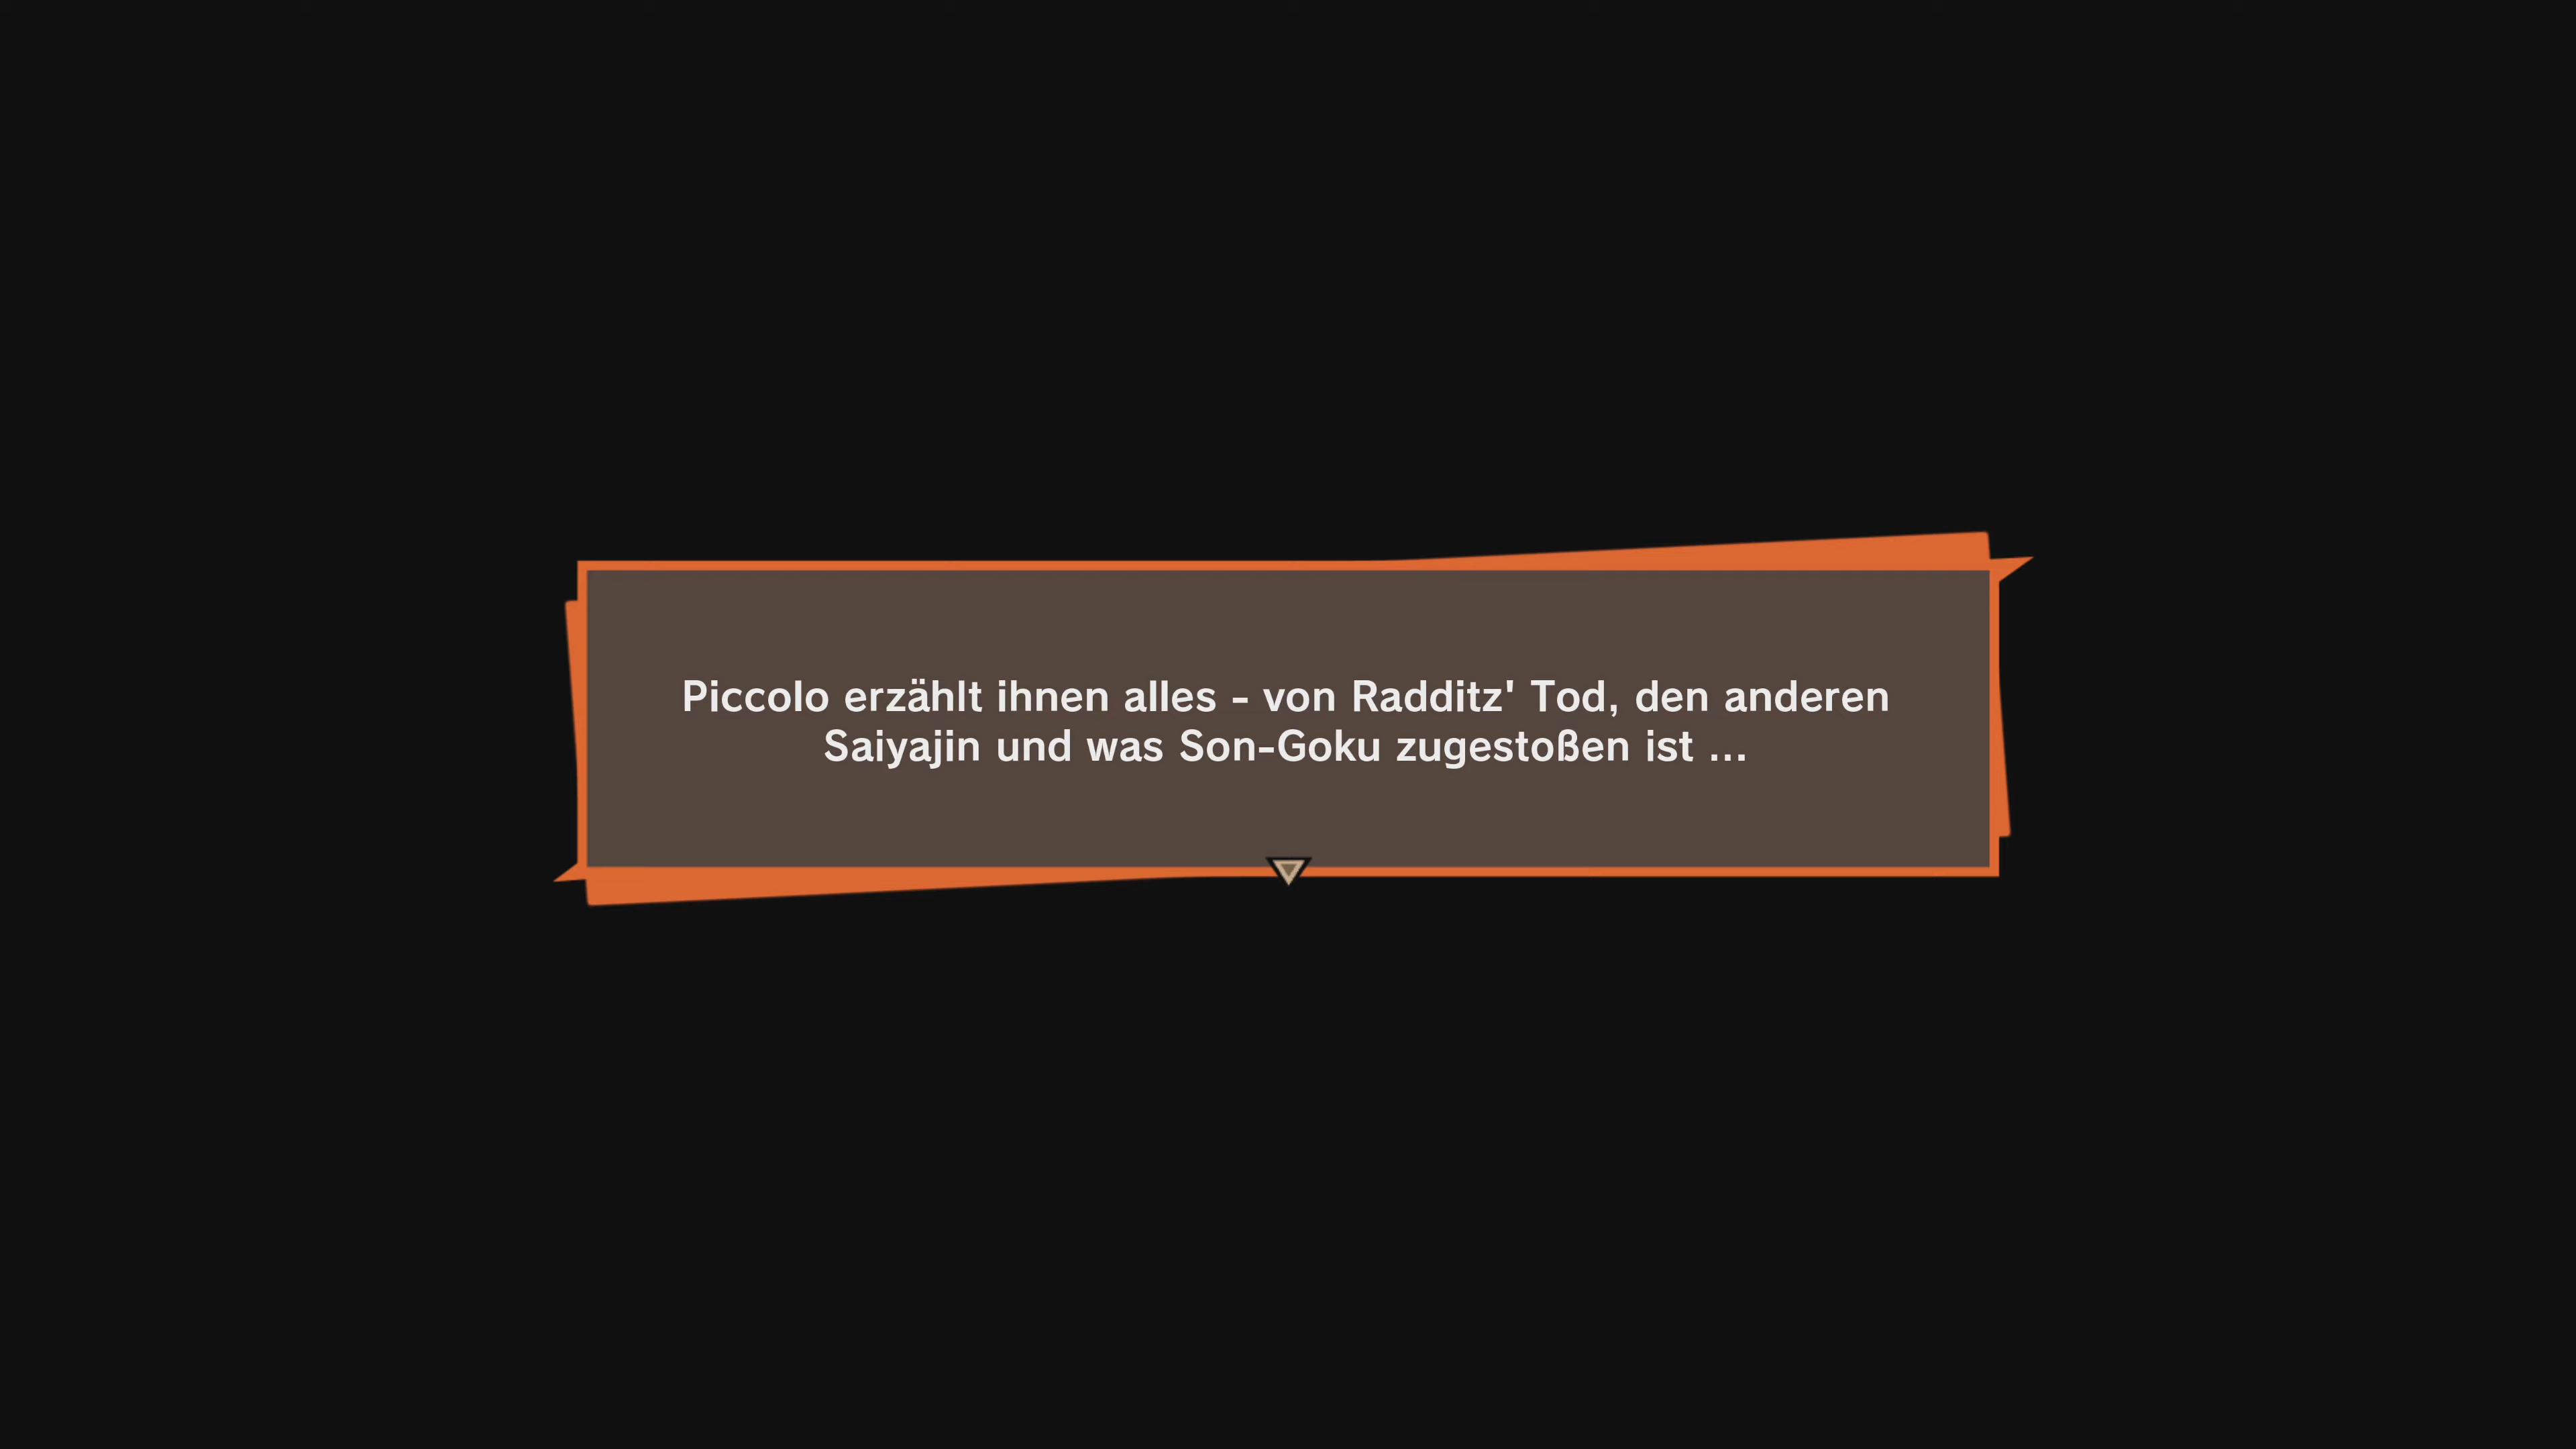 Piccolo erzählt ihnen alles - von Radditz' Tod, den anderen
Saiyajin und was Son-Goku zugestoßen ist ...